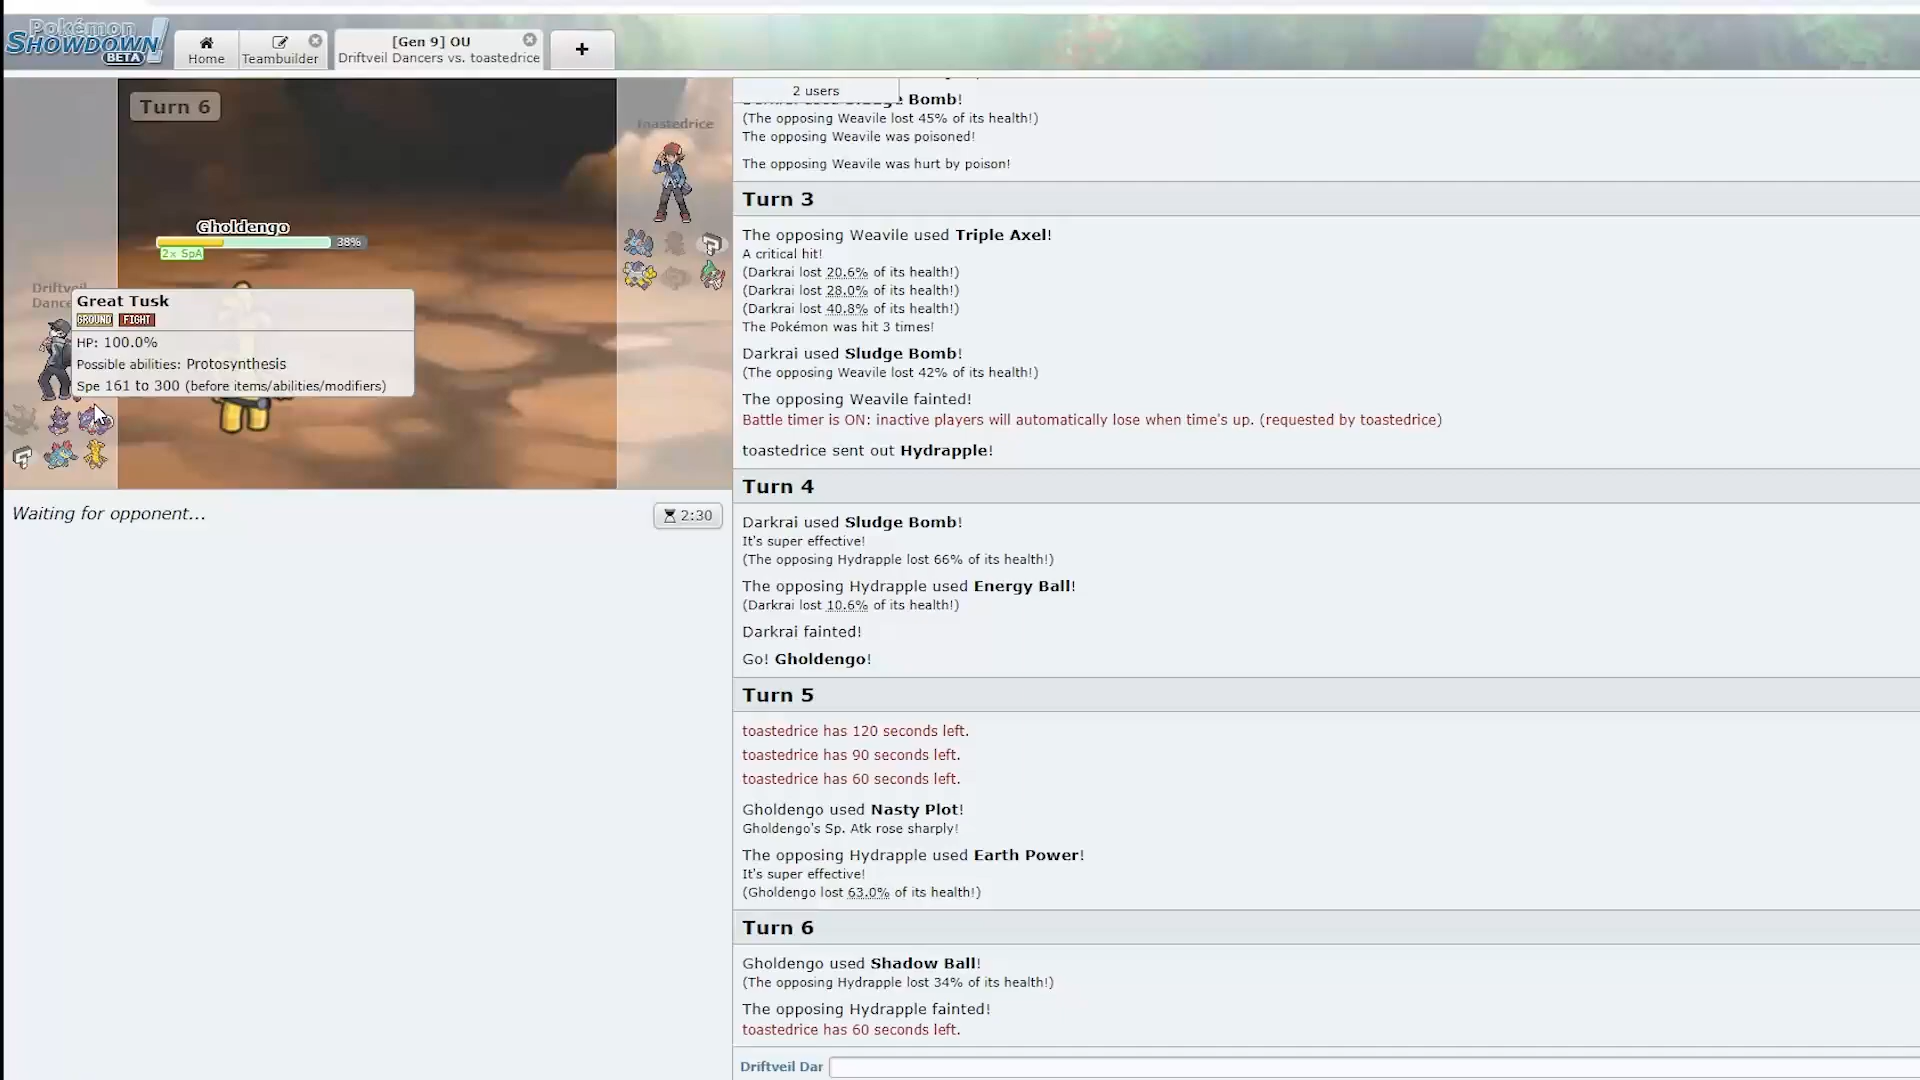 Pokémon
SHOWDOWN!
BETA
Home
Teambuilder
[Gen 9] OU
Driftveil Dancers vs. toastedrice
+
Turn 6
Gholdengo
38%
2x SpA
toastedrice
Driftveil
Dance
Great Tusk
GROUND FIGHT
HP: 100.0%
Possible abilities: Protosynthesis
Spe 161 to 300 (before items/abilities/modifiers)
Waiting for opponent...
2:30
2 users
Bomb!
(The opposing Weavile lost 45% of its health!)
The opposing Weavile was poisoned!
The opposing Weavile was hurt by poison!
Turn 3
The opposing Weavile used Triple Axel!
A critical hit!
(Darkrai lost 20.6% of its health!)
(Darkrai lost 28.0% of its health!)
(Darkrai lost 40.8% of its health!)
The Pokémon was hit 3 times!
Darkrai used Sludge Bomb!
(The opposing Weavile lost 42% of its health!)
The opposing Weavile fainted!
Battle timer is ON: inactive players will automatically lose when time's up. (requested by toastedrice)
toastedrice sent out Hydrapple!
Turn 4
Darkrai used Sludge Bomb!
It's super effective!
(The opposing Hydrapple lost 66% of its health!)
The opposing Hydrapple used Energy Ball!
(Darkrai lost 10.6% of its health!)
Darkrai fainted!
Go! Gholdengo!
Turn 5
toastedrice has 120 seconds left.
toastedrice has 90 seconds left.
toastedrice has 60 seconds left.
Gholdengo used Nasty Plot!
Gholdengo's Sp. Atk rose sharply!
The opposing Hydrapple used Earth Power!
It's super effective!
(Gholdengo lost 63.0% of its health!)
Turn 6
Gholdengo used Shadow Ball!
(The opposing Hydrapple lost 34% of its health!)
The opposing Hydrapple fainted!
toastedrice has 60 seconds left.
Driftveil Dar